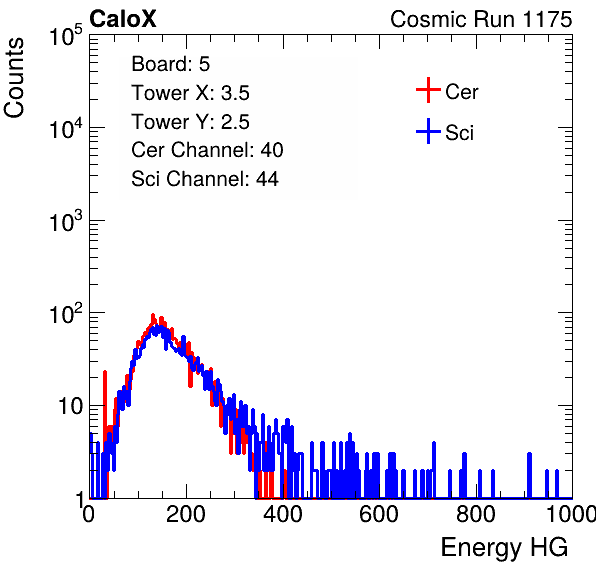 CaloX Cosmic Run 1175
Counts
10^5
10^4
10^3
10^2
10
1
Board: 5
Tower X: 3.5
Tower Y: 2.5
Cer Channel: 40
Sci Channel: 44
Cer
Sci
0 200 400 600 800 1000
Energy HG